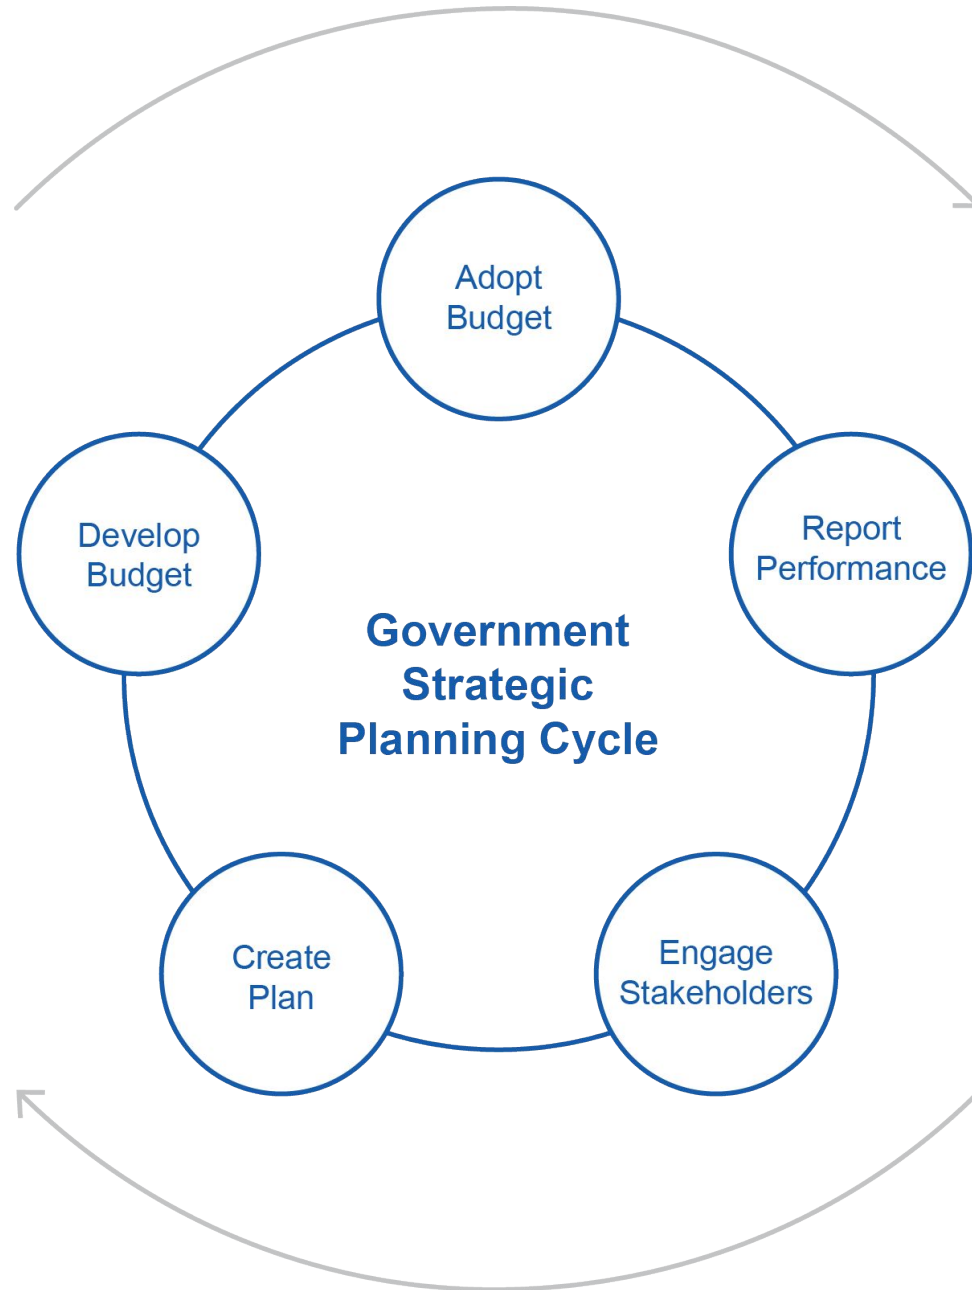 Adopt
Budget
Develop
Budget
Report
Performance
Government
Strategic
Planning Cycle
Create
Plan
Engage
Stakeholders